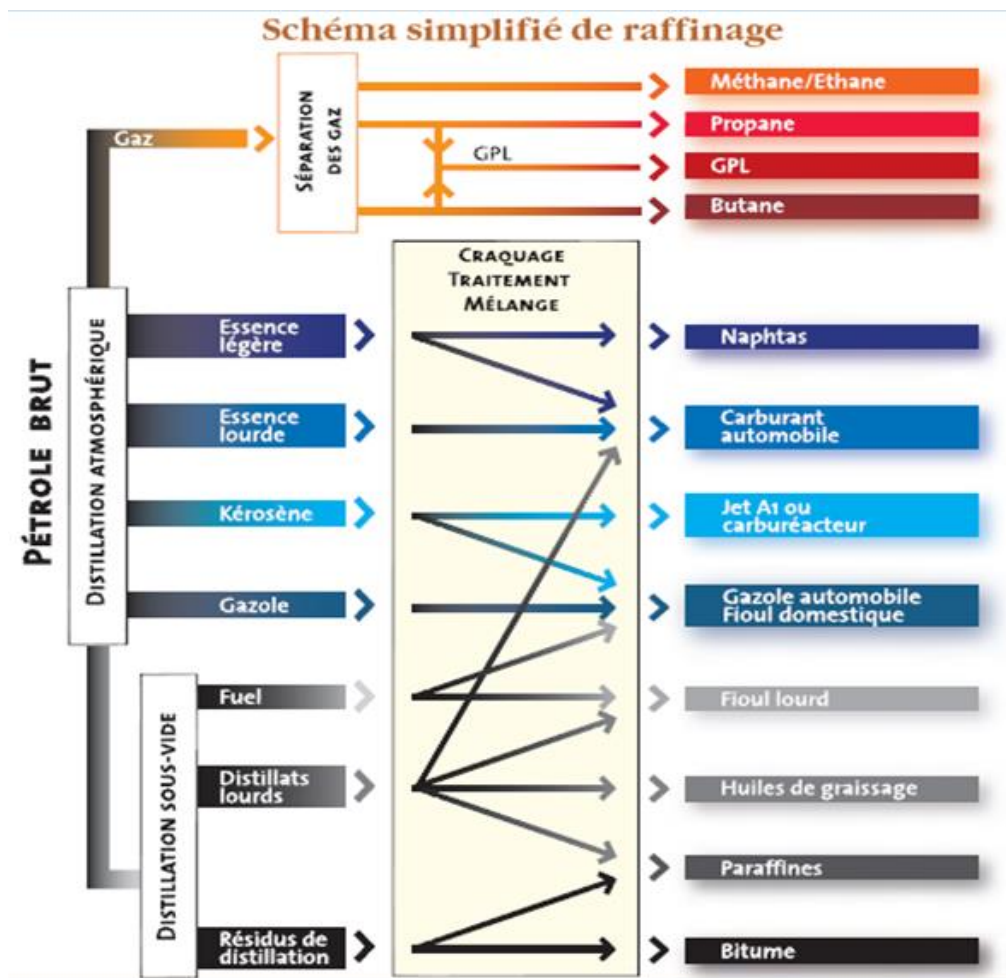 Schéma simplifié de raffinage
Gaz
SÉPARATION
DES GAZ
GPL
Méthane/Ethane
Propane
GPL
Butane
PÉTROLE BRUT
DISTILLATION ATMOSPHÉRIQUE
CRAQUAGE
TRAITEMENT
MÉLANGE
Essence
légère
Naphtas
Essence
lourde
Carburant
automobile
Kérosène
Jet A1 ou
carburéacteur
Gazole
Gazole automobile
Fioul domestique
DISTILLATION SOUS-VIDE
Fuel
Fioul lourd
Distillats
lourds
Huiles de graissage
Paraffines
Résidus de
distillation
Bitume